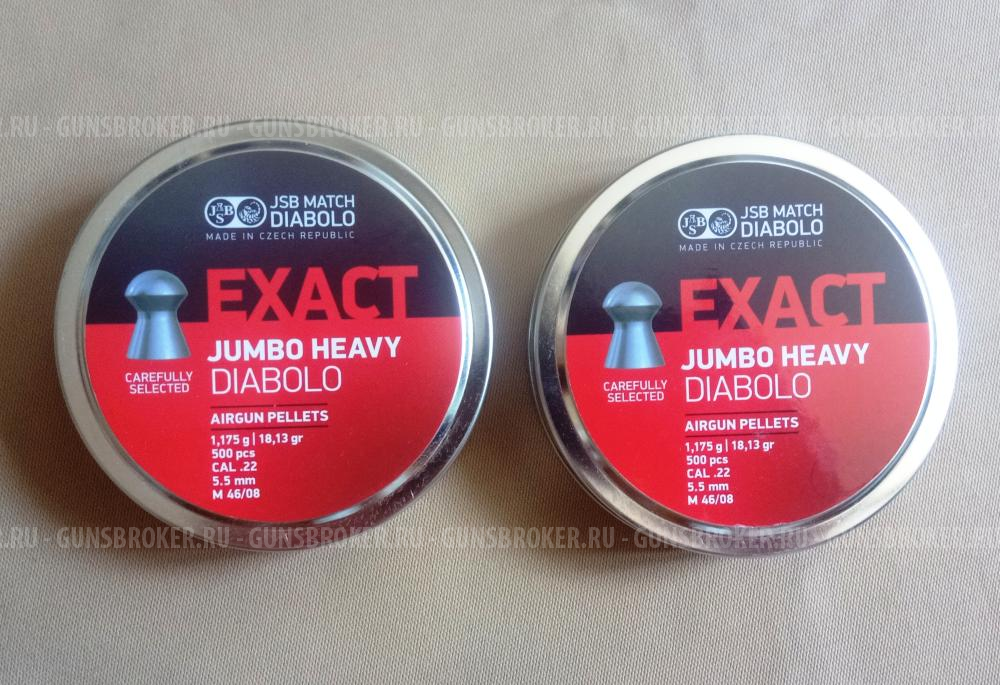 .RU - GUNSBROKER.RU - GUNSBROKER.RU - GUNSBROKER.RU - GUNSBROKER.RU
JSB
JSB MATCH
DIABOLO
MADE IN CZECH REPUBLIC
EXACT
JUMBO HEAVY
DIABOLO
CAREFULLY
SELECTED
AIRGUN PELLETS
1,175 g | 18,13 gr
500 pcs
CAL .22
5.5 mm
M 46/08
JSB
JSB MATCH
DIABOLO
MADE IN CZECH REPUBLIC
EXACT
JUMBO HEAVY
DIABOLO
CAREFULLY
SELECTED
AIRGUN PELLETS
1,175 g | 18,13 gr
500 pcs
CAL .22
5.5 mm
M 46/08
.RU - GUNSBROKER.RU - GUNSBROKER.RU - GUNSBROKER.RU - GUNSBROKER.RU